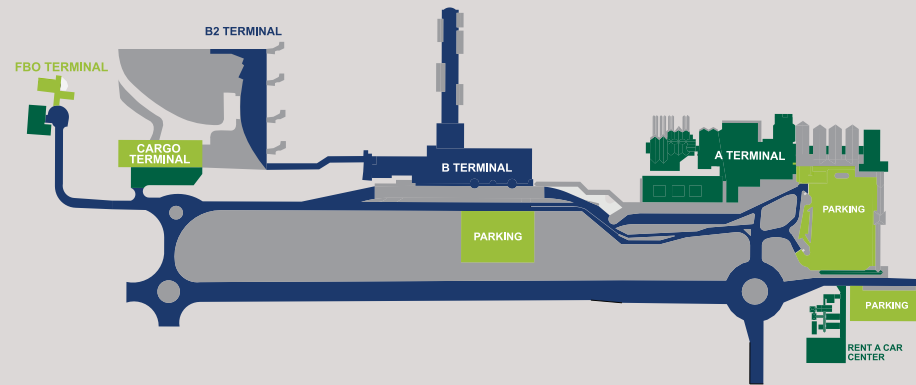 B2 TERMINAL
FBO TERMINAL
CARGO
TERMINAL
B TERMINAL
A TERMINAL
PARKING
PARKING
PARKING
RENT A CAR
CENTER